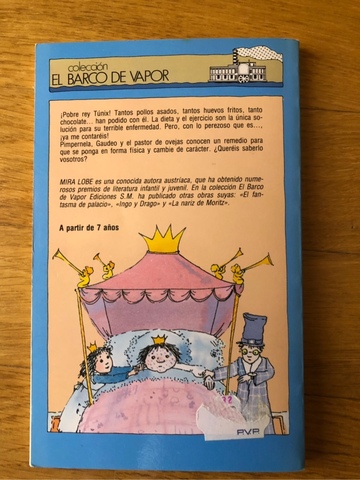 colección
EL BARCO DE VAPOR
¡Pobre rey Túnix! Tantos pollos asados, tantos huevos fritos, tanto
chocolate... han podido con él. La dieta y el ejercicio son la única so-
lución para su terrible enfermedad. Pero, con lo perezoso que es...,
¡ya me contaréis!
Pimpernela, Gaudeo y el pastor de ovejas conocen un remedio para
que se ponga en forma física y cambie de carácter. ¿Queréis saberlo
vosotros?
MIRA LOBE es una conocida autora austríaca, que ha obtenido nume-
rosos premios de literatura infantil y juvenil. En la colección El Barco
de Vapor Ediciones S.M. ha publicado otras obras suyas: «El fan-
tasma de palacio», «Ingo y Drago» y «La nariz de Moritz».
A partir de 7 años
12